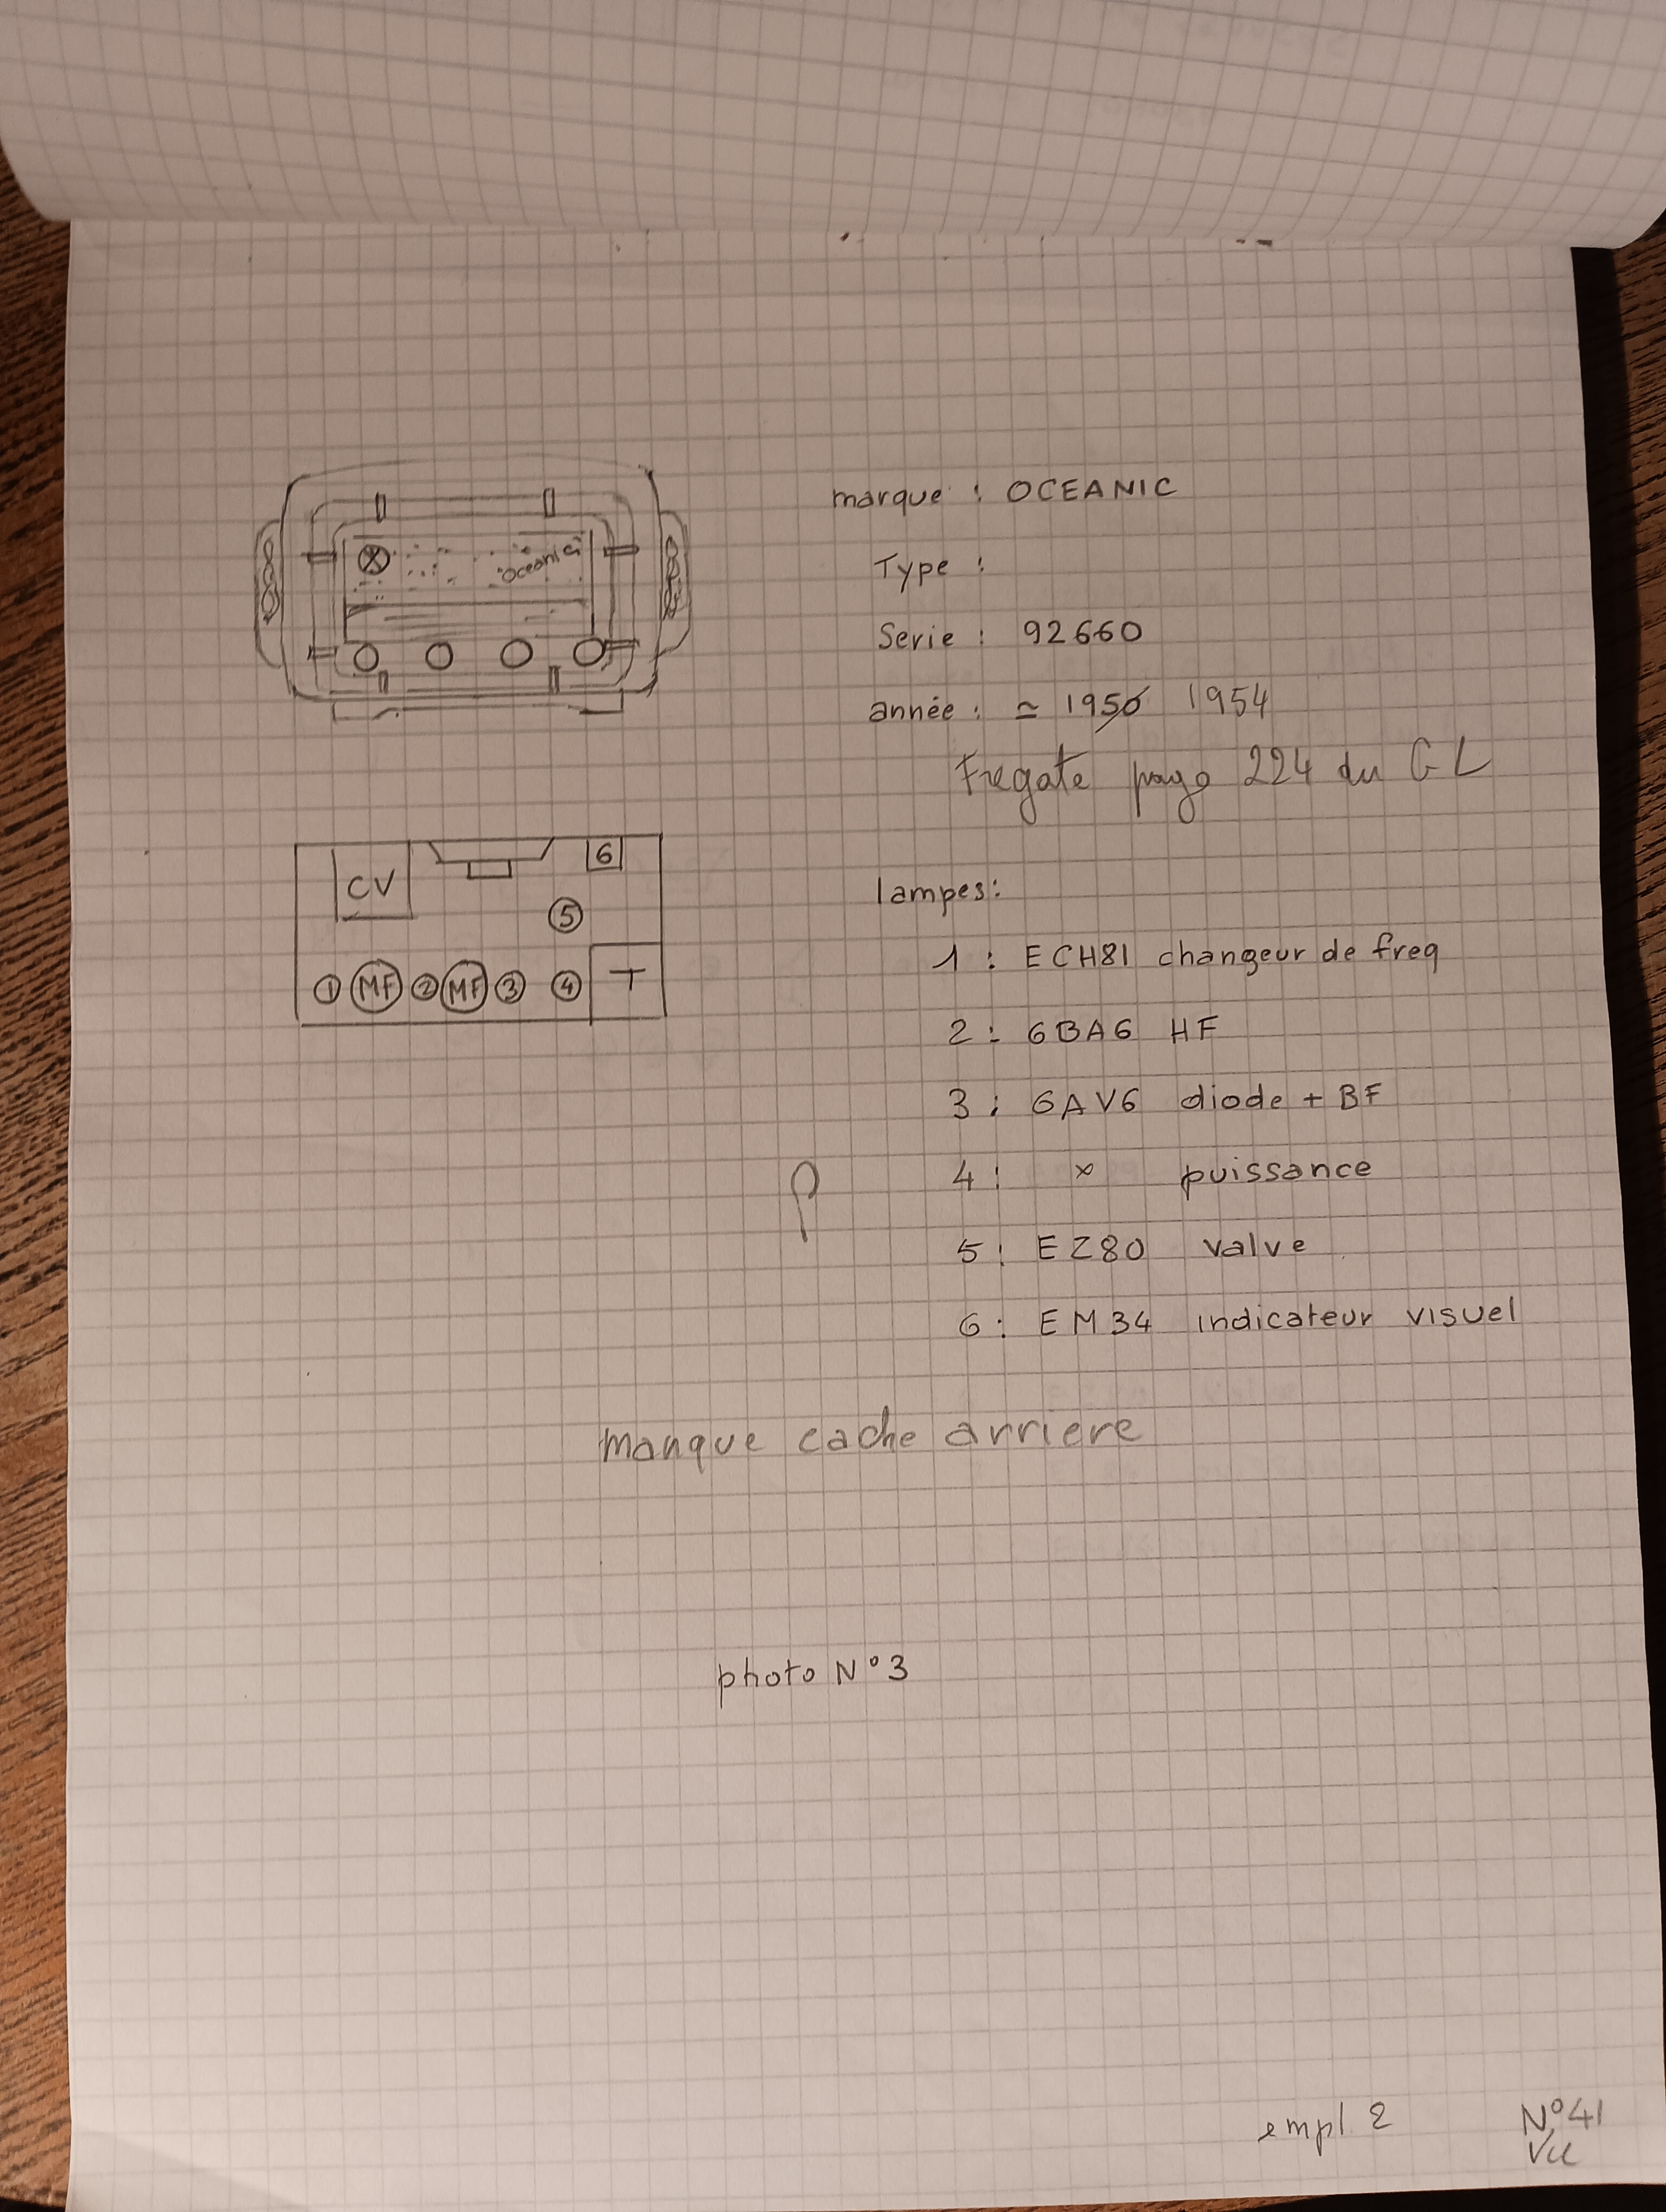 marque : OCEANIC
Oceanic
Type :
Serie : 92660
année : ≃ 1950 1954
Fregate page 224 du GL
CV
6
5
1 MF 2 MF 3 4 T
lampes:
1 : ECH81 changeur de freq
2 : 6BA6 HF
3 : 6AV6 diode + BF
4 : x puissance
5 : EZ80 valve
6 : EM34 indicateur visuel
manque cache arriere
photo N°3
empl 2
N°41
Vu